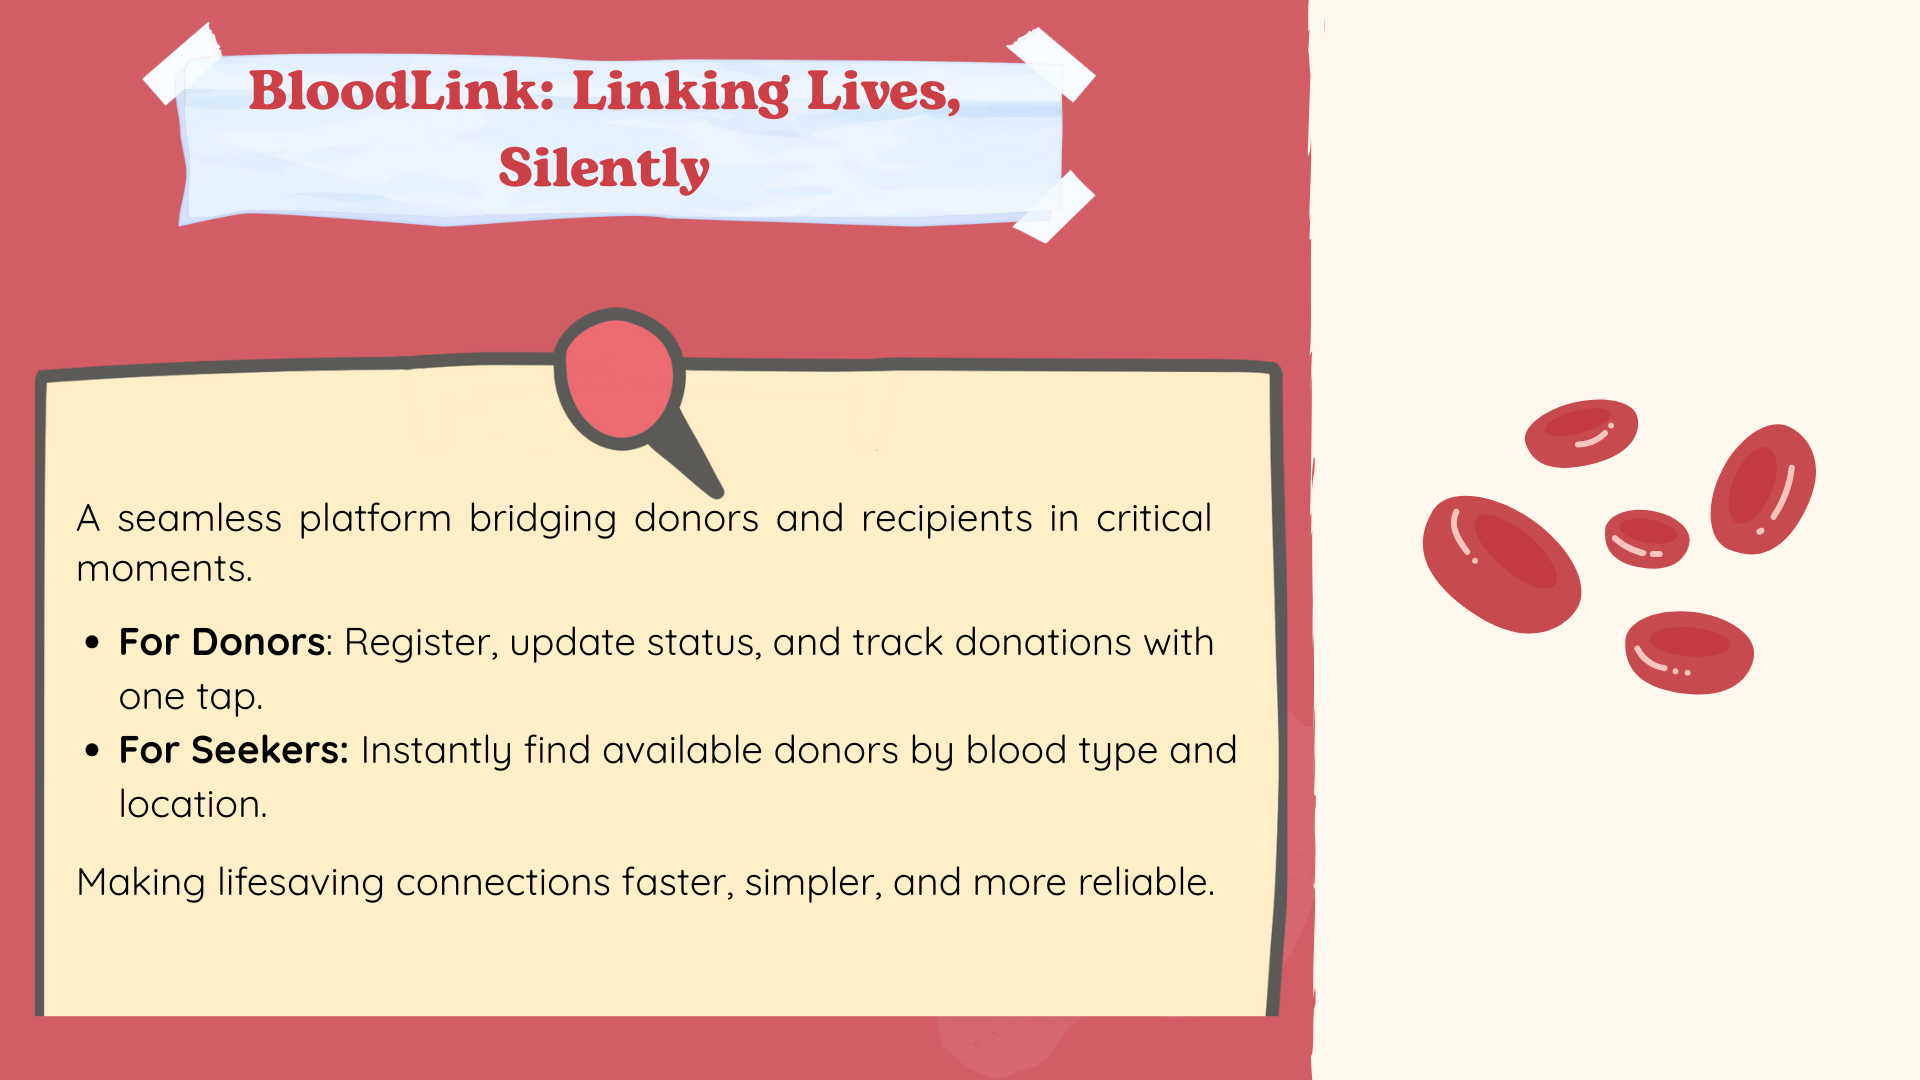 BloodLink: Linking Lives,
Silently
A seamless platform bridging donors and recipients in critical
moments.
• For Donors: Register, update status, and track donations with
one tap.
• For Seekers: Instantly find available donors by blood type and
location.
Making lifesaving connections faster, simpler, and more reliable.